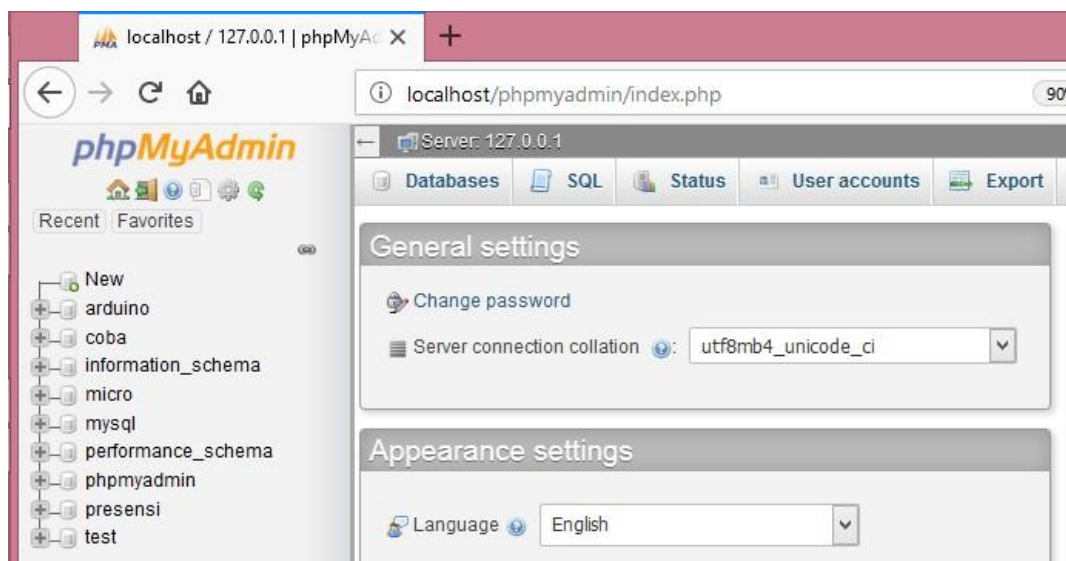 localhost / 127.0.0.1 | phpMyAd
localhost/phpmyadmin/index.php
90%
phpMyAdmin
Recent Favorites
New
arduino
coba
information_schema
micro
mysql
performance_schema
phpmyadmin
presensi
test
Server: 127.0.0.1
Databases SQL Status User accounts Export
General settings
Change password
Server connection collation : utf8mb4_unicode_ci
Appearance settings
Language English